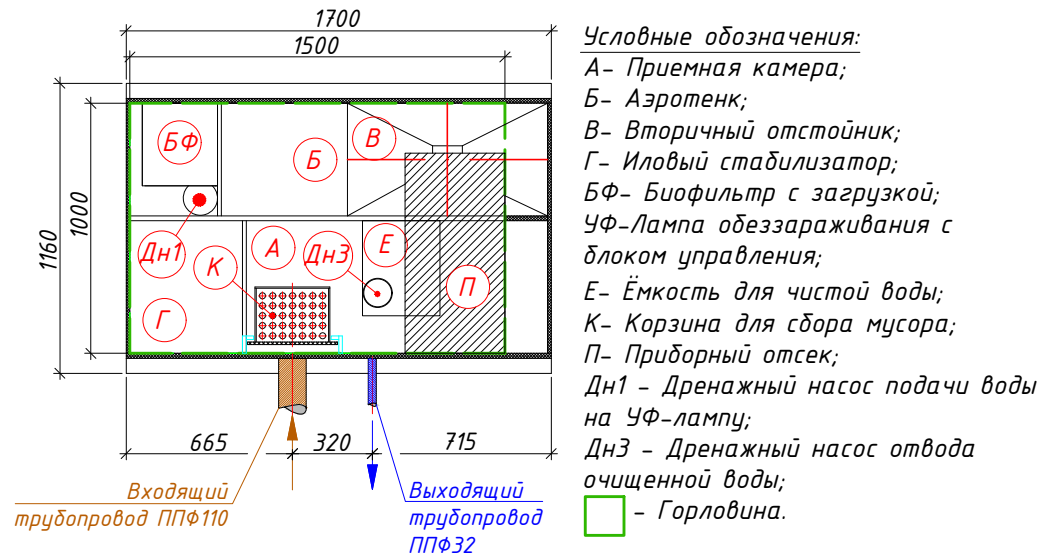 1700
1500
1160
1000
БФ
Б
В
Дн1
К
А
Дн3
Е
Г
П
665
320
715
Входящий
трубопровод ППФ110
Выходящий
трубопровод
ППФ32
Условные обозначения:
А- Приемная камера;
Б- Аэротенк;
В- Вторичный отстойник;
Г- Иловый стабилизатор;
БФ- Биофильтр с загрузкой;
УФ-Лампа обеззараживания с
блоком управления;
Е- Ёмкость для чистой воды;
К- Корзина для сбора мусора;
П- Приборный отсек;
Дн1 - Дренажный насос подачи воды
на УФ-лампу;
Дн3 - Дренажный насос отвода
очищенной воды;
- Горловина.